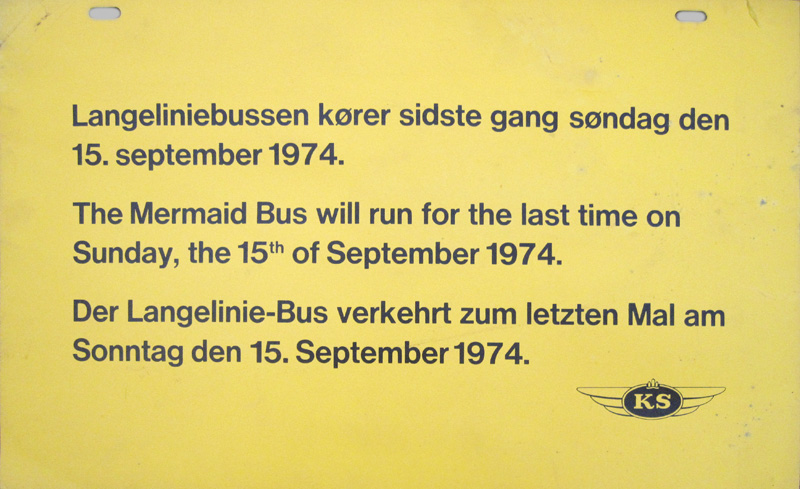 Langeliniebussen kører sidste gang søndag den
15. september 1974.
The Mermaid Bus will run for the last time on
Sunday, the 15th of September 1974.
Der Langelinie-Bus verkehrt zum letzten Mal am
Sonntag den 15. September 1974.
KS